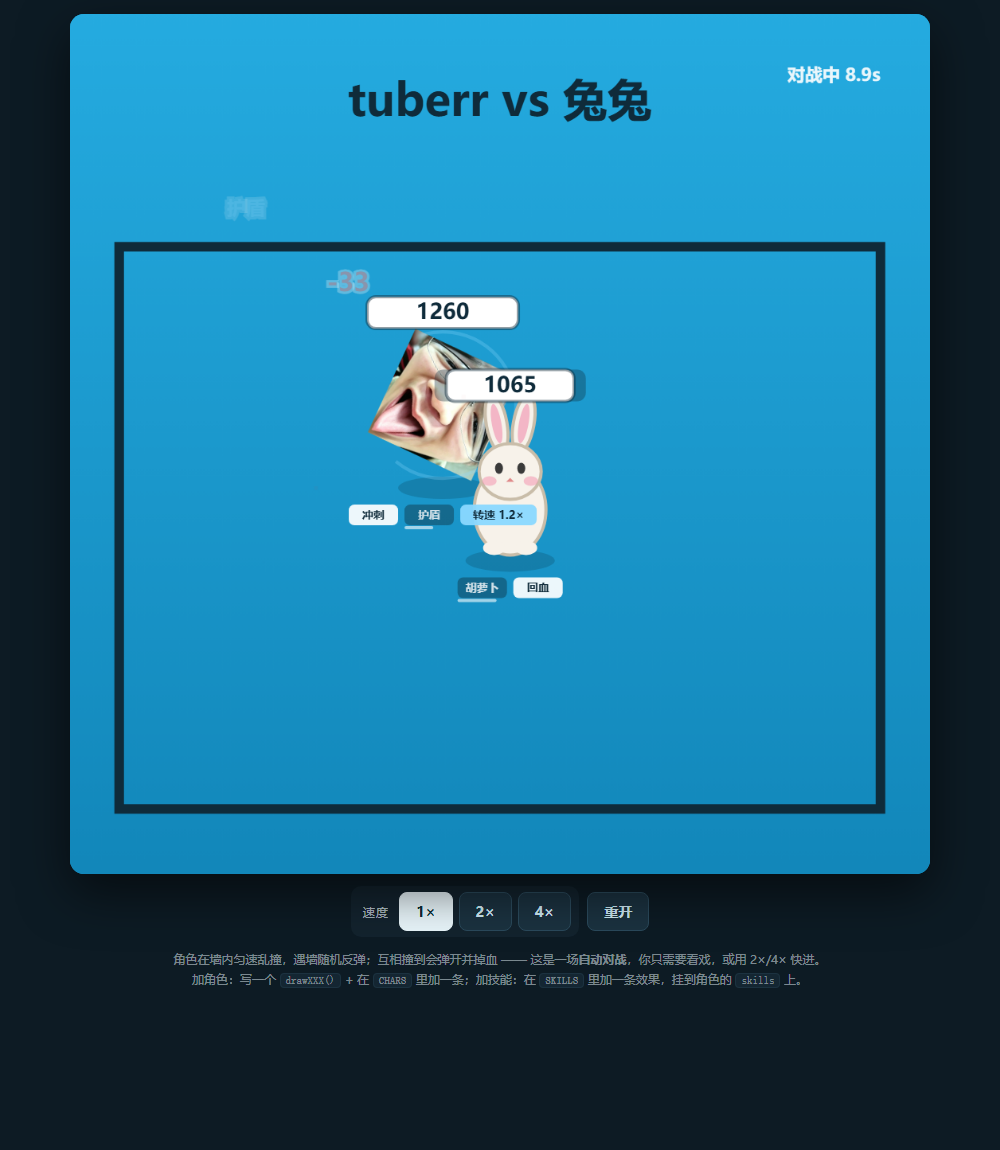 对战中 8.9s
tuberr vs 兔兔
护盾
-33
1260
1065
冲刺 护盾 转速 1.2×
胡萝卜 回血
速度 1× 2× 4× 重开
角色在墙内匀速乱撞，遇墙随机反弹；互相撞到会弹开并掉血 —— 这是一场自动对战，你只需要看戏，或用 2×/4× 快进。
加角色：写一个 drawXXX() + 在 CHARS 里加一条；加技能：在 SKILLS 里加一条效果，挂到角色的 skills 上。